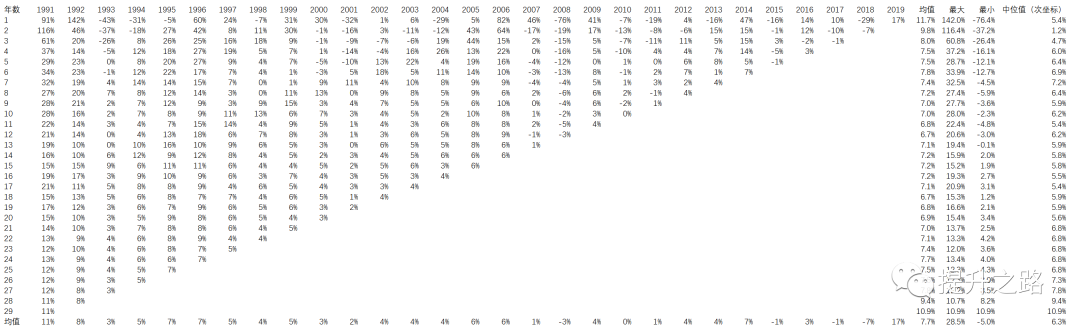 年数 1991 1992 1993 1994 1995 1996 1997 1998 1999 2000 2001 2002 2003 2004 2005 2006 2007 2008 2009 2010 2011 2012 2013 2014 2015 2016 2017 2018 2019 均值 最大 最小 中位值（次坐标）
1 91% 142% -43% -31% -5% 60% 24% -7% 31% 30% -32% 1% 6% -29% 5% 82% 46% -76% 41% -7% -19% 4% -16% 47% -16% 14% 10% -29% 17% 11.7% 142.0% -76.4% 5.4%
2 116% 46% -37% -18% 27% 42% 8% 11% 30% -1% -16% 3% -11% -12% 43% 64% -17% -19% 17% -13% -8% -6% 15% 15% -1% 12% -10% -7% 9.8% 116.4% -37.2% 1.2%
3 61% 20% -26% 8% 26% 25% 16% 18% 9% -1% -9% -7% -6% 19% 44% 15% 2% -15% 5% -7% -11% 11% 5% 15% 3% -2% -1% 8.0% 60.8% -26.4% 4.7%
4 37% 14% -5% 12% 18% 27% 19% 5% 7% 1% -14% -4% 16% 26% 13% 22% 0% -16% 5% -10% 4% 4% 7% 14% -5% 3% 7.5% 37.2% -16.1% 6.0%
5 29% 23% 0% 8% 20% 27% 9% 4% 7% -5% -10% 13% 22% 4% 19% 16% -4% -12% 0% 1% 0% 6% 8% 5% -1% 7.5% 28.7% -12.1% 6.4%
6 34% 23% -1% 12% 22% 17% 7% 4% 1% -3% 5% 18% 5% 11% 14% 10% -3% -13% 8% -1% 2% 7% 1% 4% 7.8% 33.9% -12.7% 6.9%
7 32% 19% 4% 14% 14% 15% 7% 0% 1% 9% 11% 4% 10% 8% 9% 9% -4% -4% 5% 1% 3% 2% 4% 7.4% 32.5% -4.5% 7.2%
8 27% 20% 7% 8% 12% 14% 3% 0% 11% 13% 0% 9% 8% 5% 9% 6% 2% -6% 6% 2% -1% 4% 7.2% 27.4% -5.9% 6.4%
9 28% 21% 2% 7% 12% 9% 3% 9% 15% 3% 4% 7% 5% 5% 6% 10% 0% -4% 6% -2% 1% 7.0% 27.7% -3.6% 5.9%
10 28% 16% 2% 7% 8% 9% 11% 13% 6% 7% 3% 4% 5% 2% 10% 8% 1% -2% 3% 0% 7.0% 28.0% -2.3% 6.2%
11 22% 14% 3% 4% 7% 15% 14% 4% 9% 5% 1% 4% 3% 6% 8% 8% 2% -5% 4% 6.8% 22.4% -4.8% 5.4%
12 21% 14% 0% 4% 13% 18% 6% 7% 8% 3% 1% 3% 6% 5% 8% 9% -1% -3% 6.7% 20.6% -3.0% 6.2%
13 19% 10% 0% 10% 16% 10% 9% 7% 5% 3% 0% 5% 5% 5% 9% 6% 1% 7.1% 19.4% -0.1% 5.9%
14 16% 10% 6% 12% 9% 12% 8% 4% 5% 2% 3% 4% 5% 6% 6% 6% 7.2% 15.9% 2.0% 5.8%
15 15% 15% 9% 6% 11% 11% 6% 4% 4% 5% 2% 5% 6% 3% 6% 7.2% 15.2% 1.9% 5.8%
16 19% 17% 3% 9% 10% 9% 6% 3% 7% 4% 3% 5% 3% 4% 7.2% 19.3% 2.7% 5.5%
17 21% 11% 5% 8% 8% 9% 4% 6% 5% 4% 3% 3% 4% 7.1% 20.9% 3.1% 5.4%
18 15% 13% 5% 6% 8% 7% 7% 4% 6% 5% 1% 4% 6.7% 15.3% 1.2% 5.9%
19 17% 12% 3% 6% 7% 9% 6% 5% 6% 3% 2% 6.8% 16.6% 2.1% 5.9%
20 15% 10% 3% 5% 9% 8% 6% 5% 4% 3% 6.9% 15.4% 3.4% 5.6%
21 14% 10% 3% 7% 8% 8% 6% 4% 5% 7.0% 13.7% 2.5% 6.8%
22 13% 9% 4% 6% 8% 9% 4% 4% 7.1% 13.3% 4.2% 6.8%
23 12% 10% 4% 6% 8% 7% 5% 7.4% 12.0% 3.6% 6.8%
24 13% 9% 4% 6% 6% 7% 7.7% 13.4% 4.0% 6.8%
25 12% 9% 4% 5% 7% 7.5% 6.8%
26 12% 9% 3% 5% 7.3%
27 12% 8% 3% 7.8%
28 11% 8% 9.4% 10.7% 8.2% 9.4%
29 11% 10.9% 10.9% 10.9% 10.9%
均值 11% 8% 3% 5% 7% 7% 5% 4% 5% 3% 2% 4% 4% 4% 6% 6% 1% -3% 4% 0% 1% 4% 4% 7% -1% 3% -1% -7% 17% 7.7% 28.5% -5.0% 6.3%
提升之路